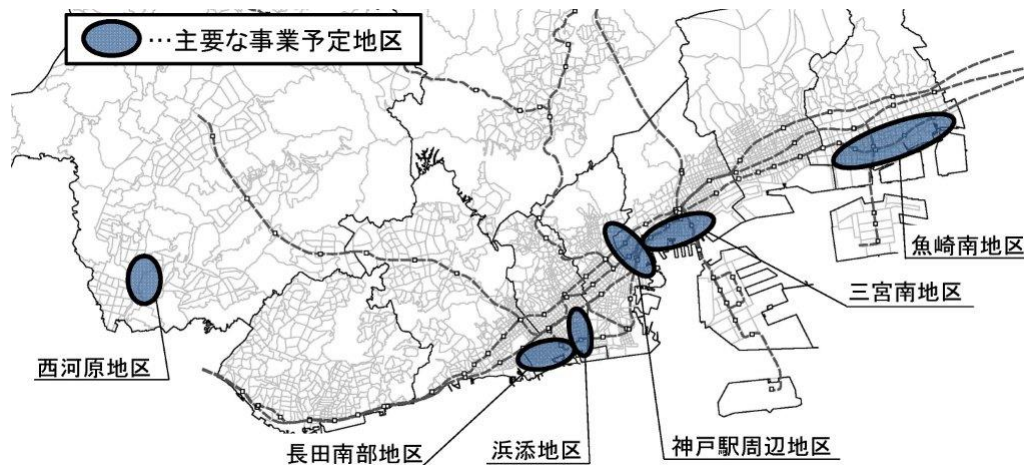 …主要な事業予定地区
魚崎南地区
三宮南地区
西河原地区
長田南部地区
浜添地区
神戸駅周辺地区